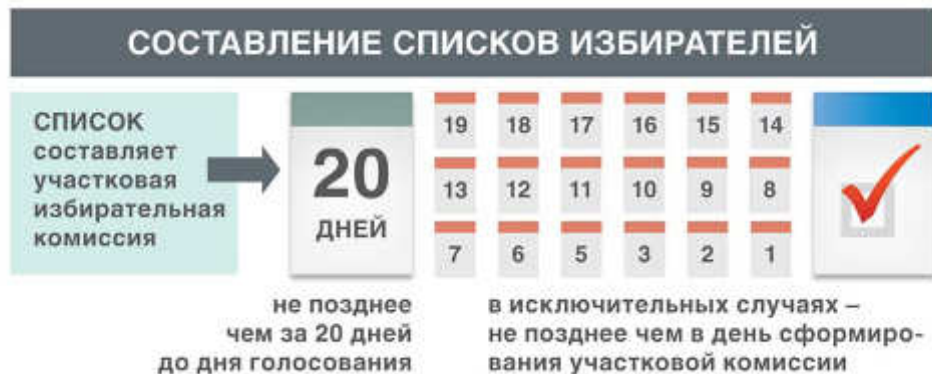 СОСТАВЛЕНИЕ СПИСКОВ ИЗБИРАТЕЛЕЙ
СПИСОК
составляет
участковая
избирательная
комиссия
20
ДНЕЙ
19 18 17 16 15 14
13 12 11 10 9 8
7 6 5 3 2 1
не позднее
чем за 20 дней
до дня голосования
в исключительных случаях –
не позднее чем в день сформиро-
вания участковой комиссии